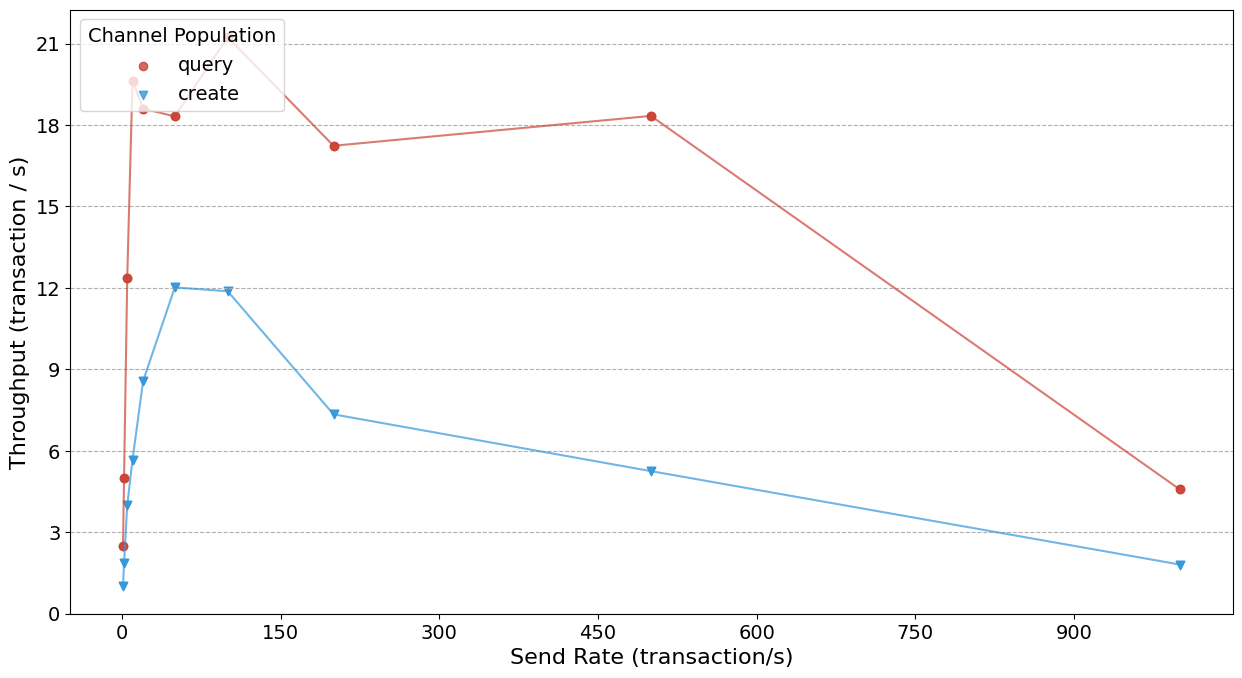 Channel Population
query
create
Throughput (transaction / s)
21
18
15
12
9
6
3
0
0 150 300 450 600 750 900
Send Rate (transaction/s)